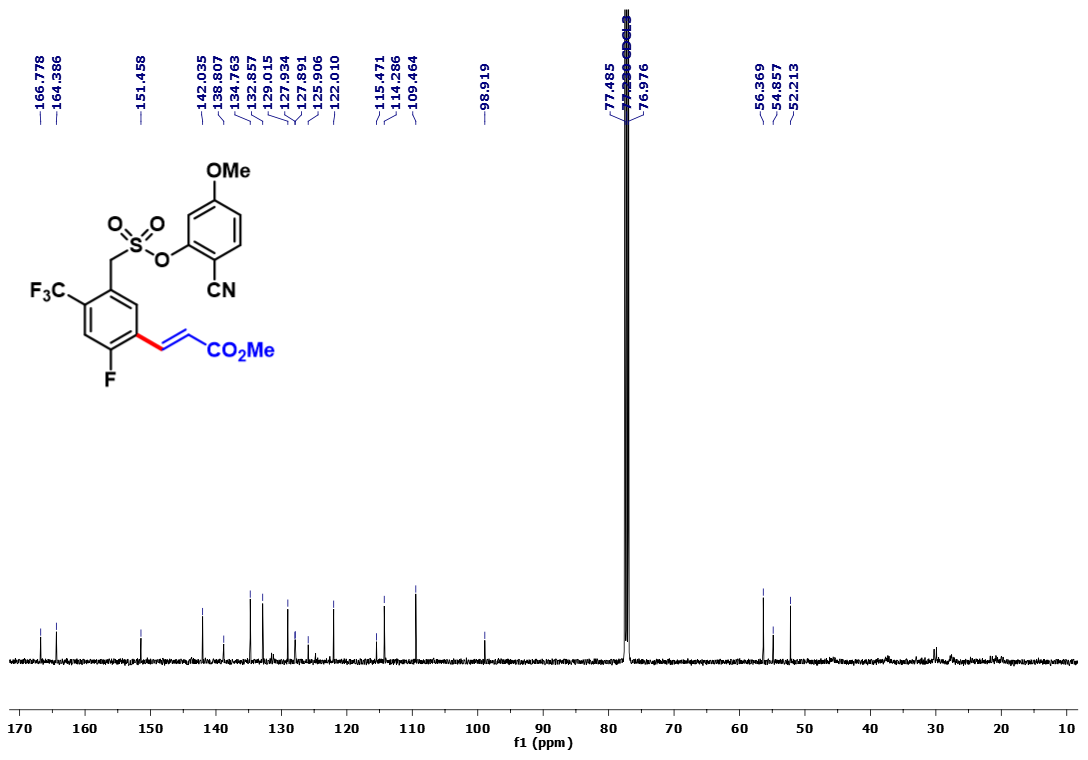 166.778
164.386
151.458
142.035
138.807
134.763
132.857
129.015
127.934
127.891
125.906
122.010
115.471
114.286
109.464
98.919
77.485
77.230 CDCL3
76.976
56.369
54.857
52.213
OMe
O O
S
O
F3C
CN
CO2Me
F
170 160 150 140 130 120 110 100 90 80 70 60 50 40 30 20 10
f1 (ppm)